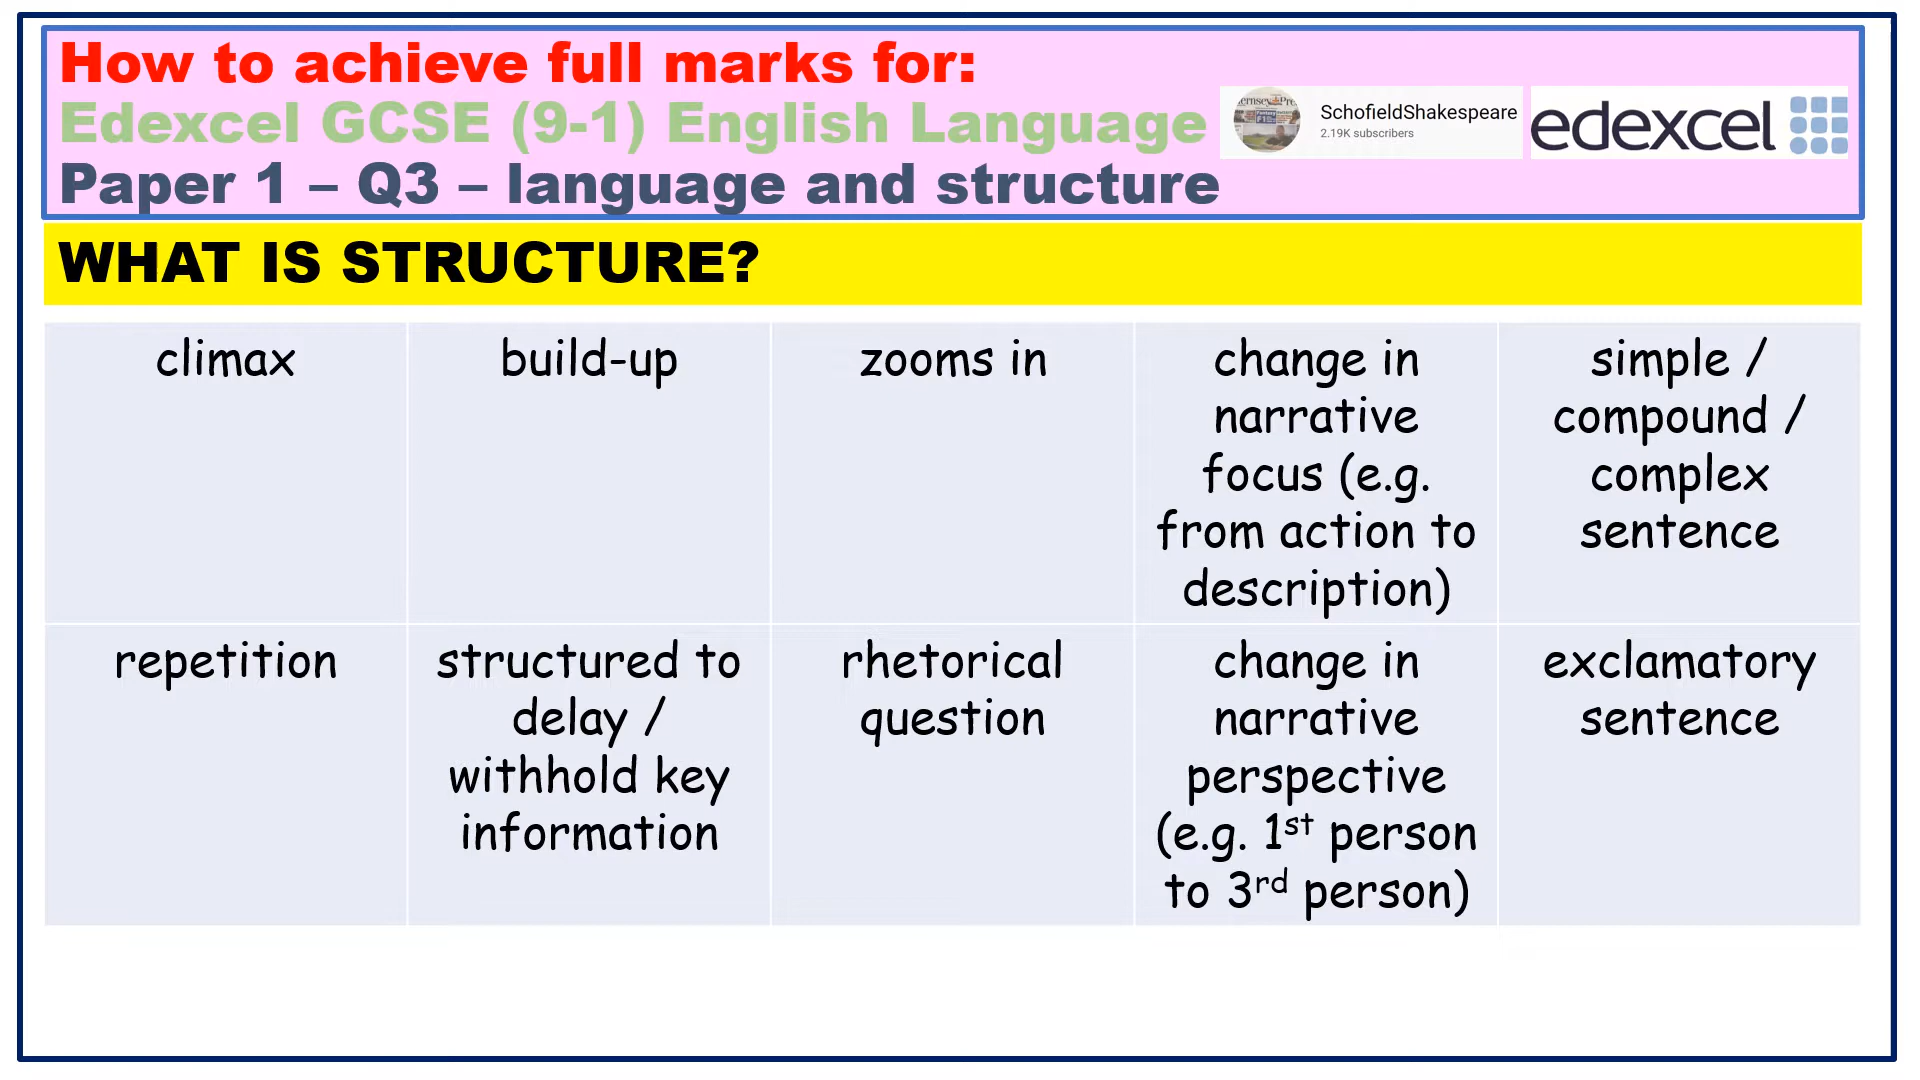 How to achieve full marks for:
Edexcel GCSE (9-1) English Language
Paper 1 – Q3 – language and structure
SchofieldShakespeare
2.19K subscribers
edexcel
WHAT IS STRUCTURE?
climax
build-up
zooms in
change in
narrative
focus (e.g.
from action to
description)
simple /
compound /
complex
sentence
repetition
structured to
delay /
withhold key
information
rhetorical
question
change in
narrative
perspective
(e.g. 1st person
to 3rd person)
exclamatory
sentence